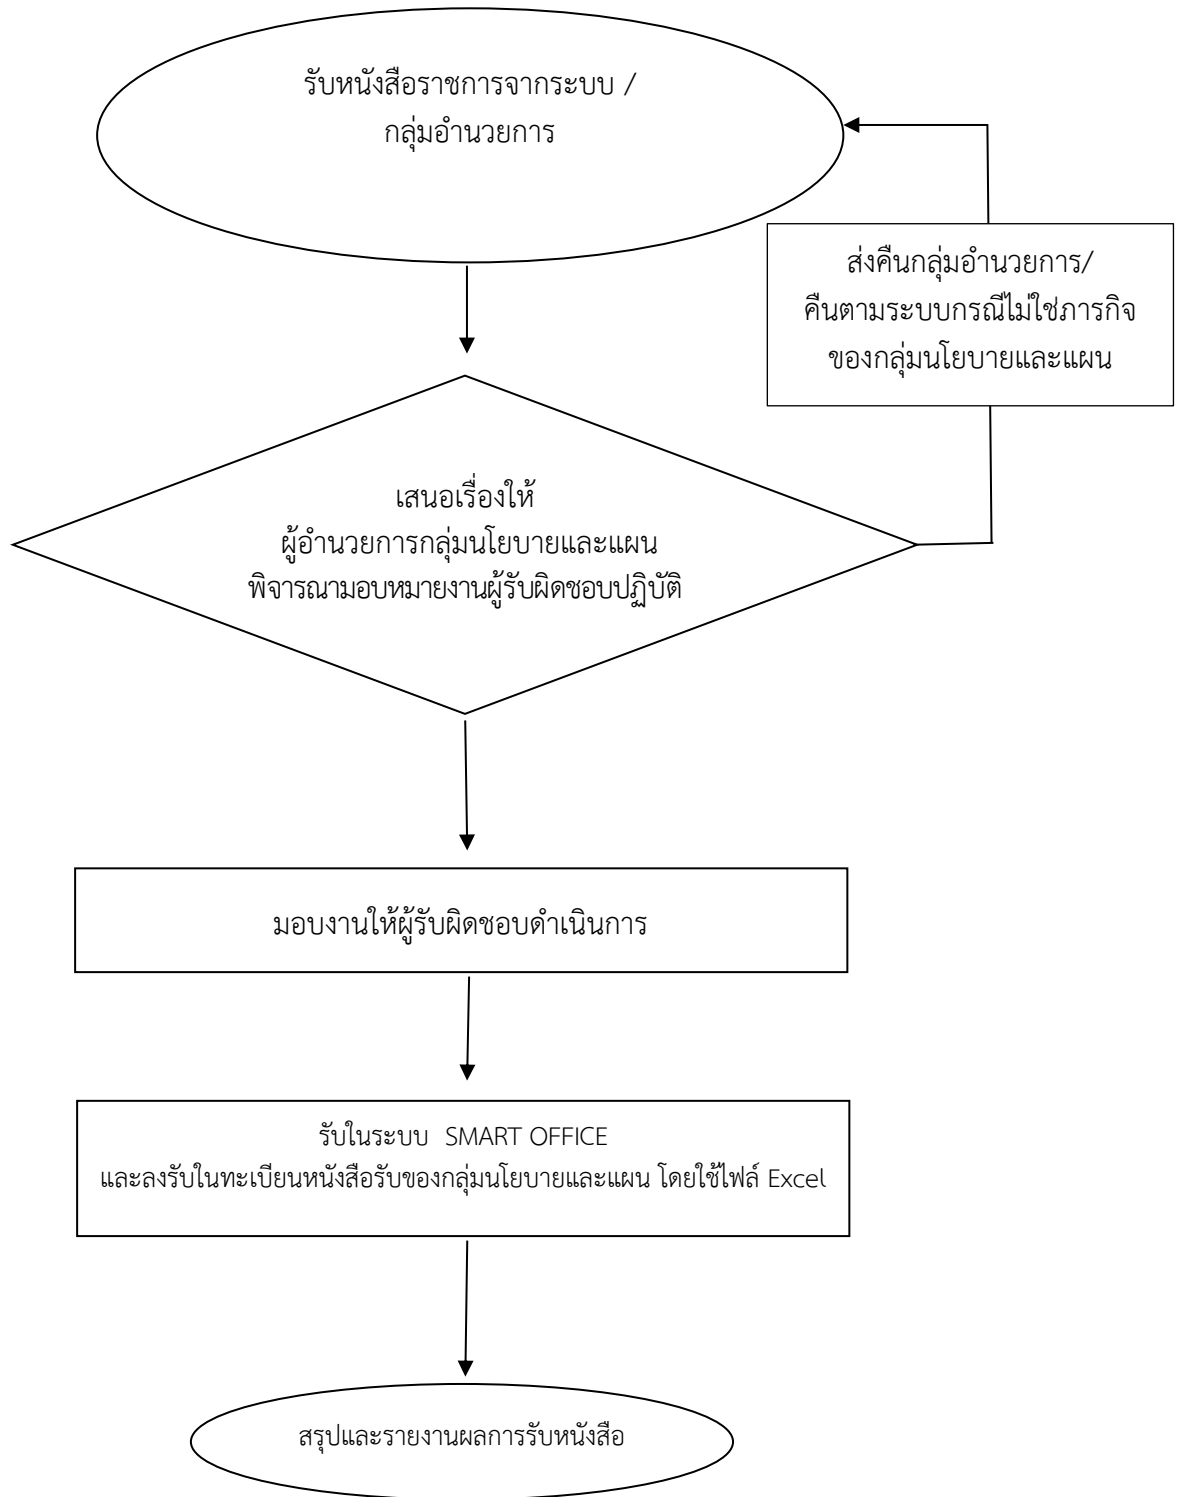 รับหนังสือราชการจากระบบ /
กลุ่มอำนวยการ
ส่งคืนกลุ่มอำนวยการ/
คืนตามระบบกรณีไม่ใช่ภารกิจ
ของกลุ่มนโยบายและแผน
เสนอเรื่องให้
ผู้อำนวยการกลุ่มนโยบายและแผน
พิจารณามอบหมายงานผู้รับผิดชอบปฏิบัติ
มอบงานให้ผู้รับผิดชอบดำเนินการ
รับในระบบ SMART OFFICE
และลงรับในทะเบียนหนังสือรับของกลุ่มนโยบายและแผน โดยใช้ไฟล์ Excel
สรุปและรายงานผลการรับหนังสือ